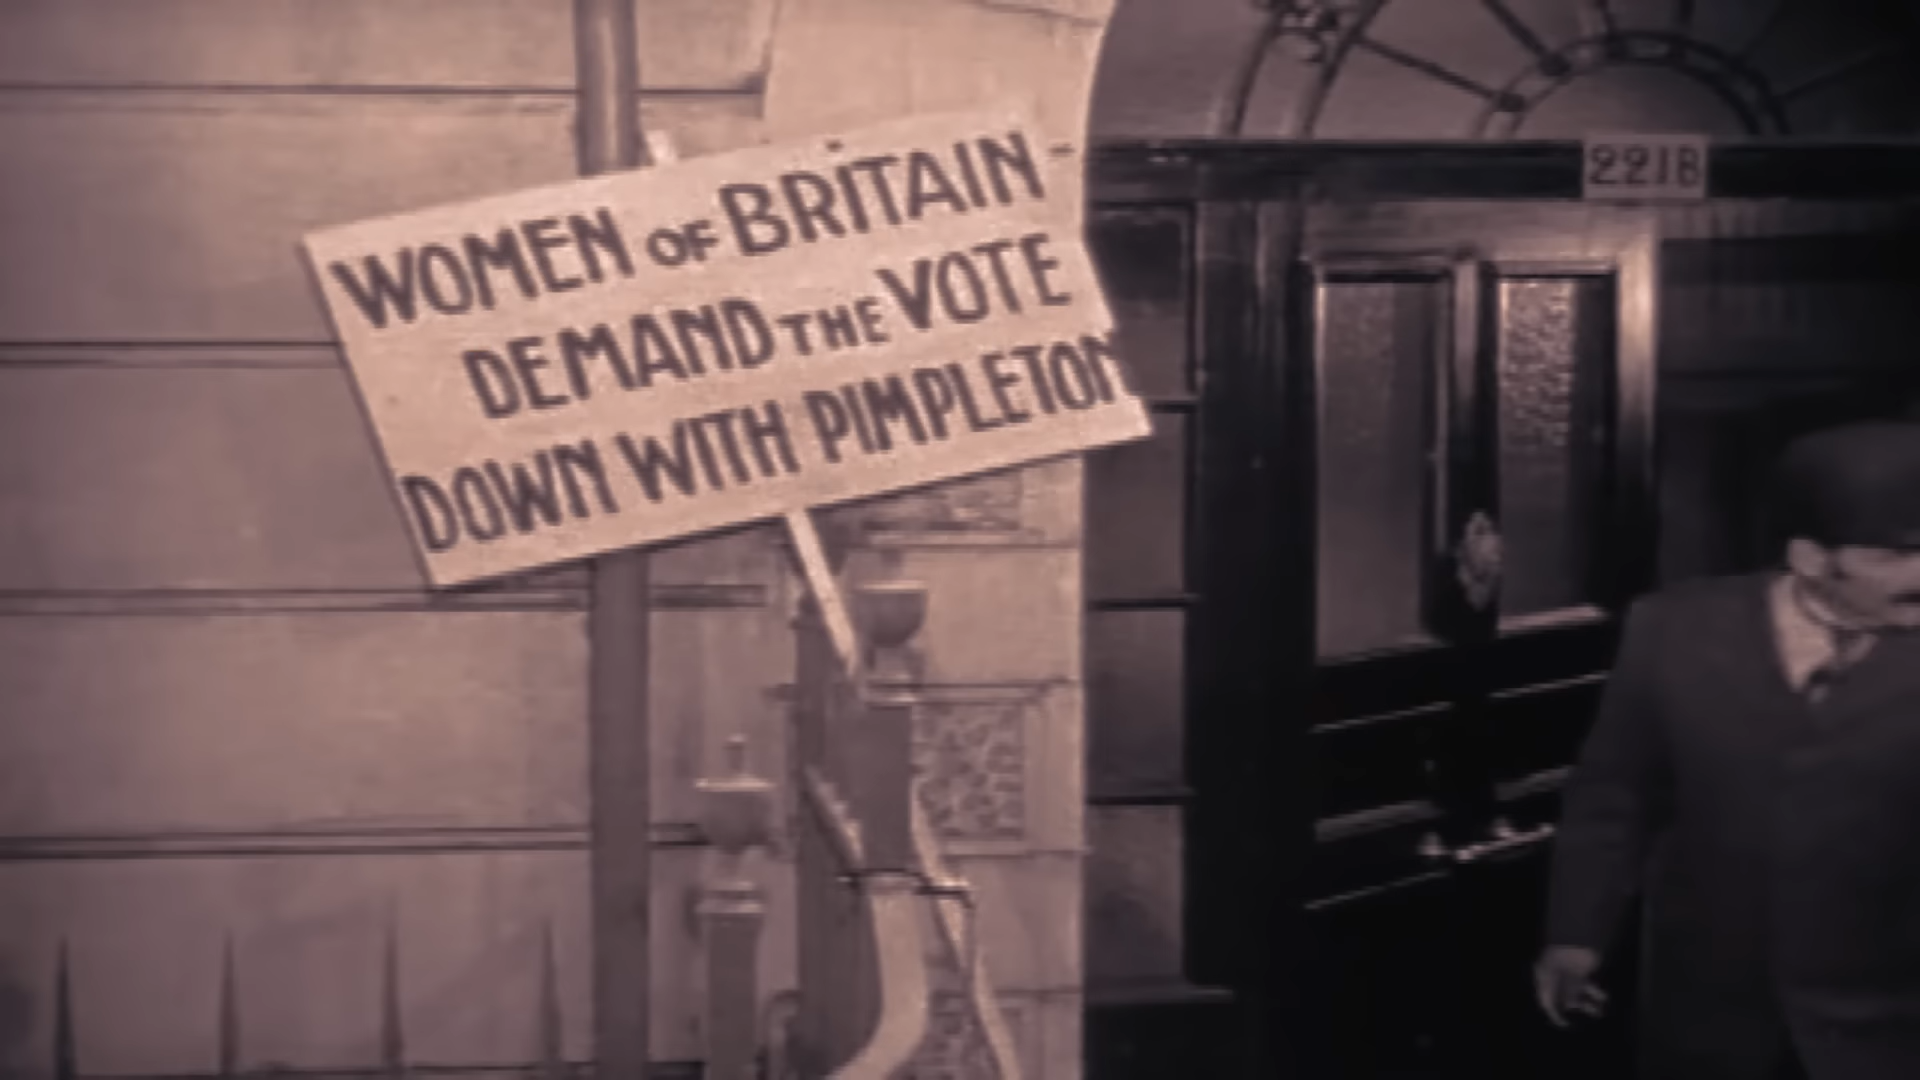 WOMEN OF BRITAIN -
DEMAND THE VOTE
DOWN WITH PIMPLETON
221B